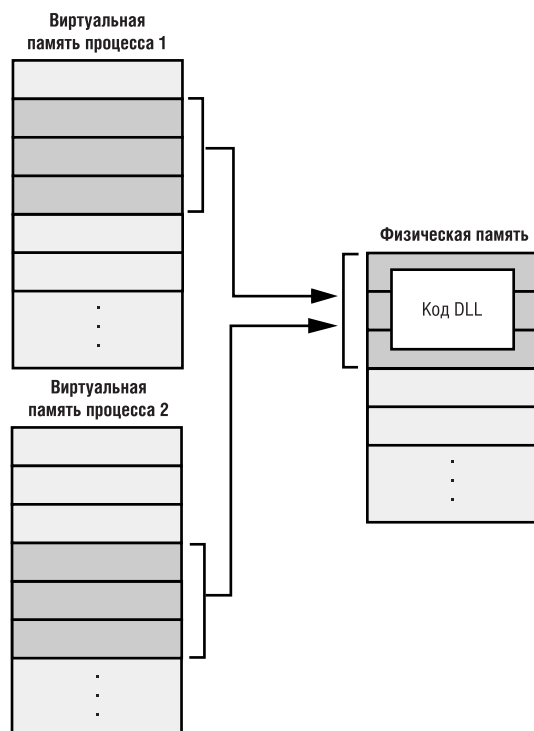 Виртуальная
память процесса 1
Физическая память
Код DLL
Виртуальная
память процесса 2